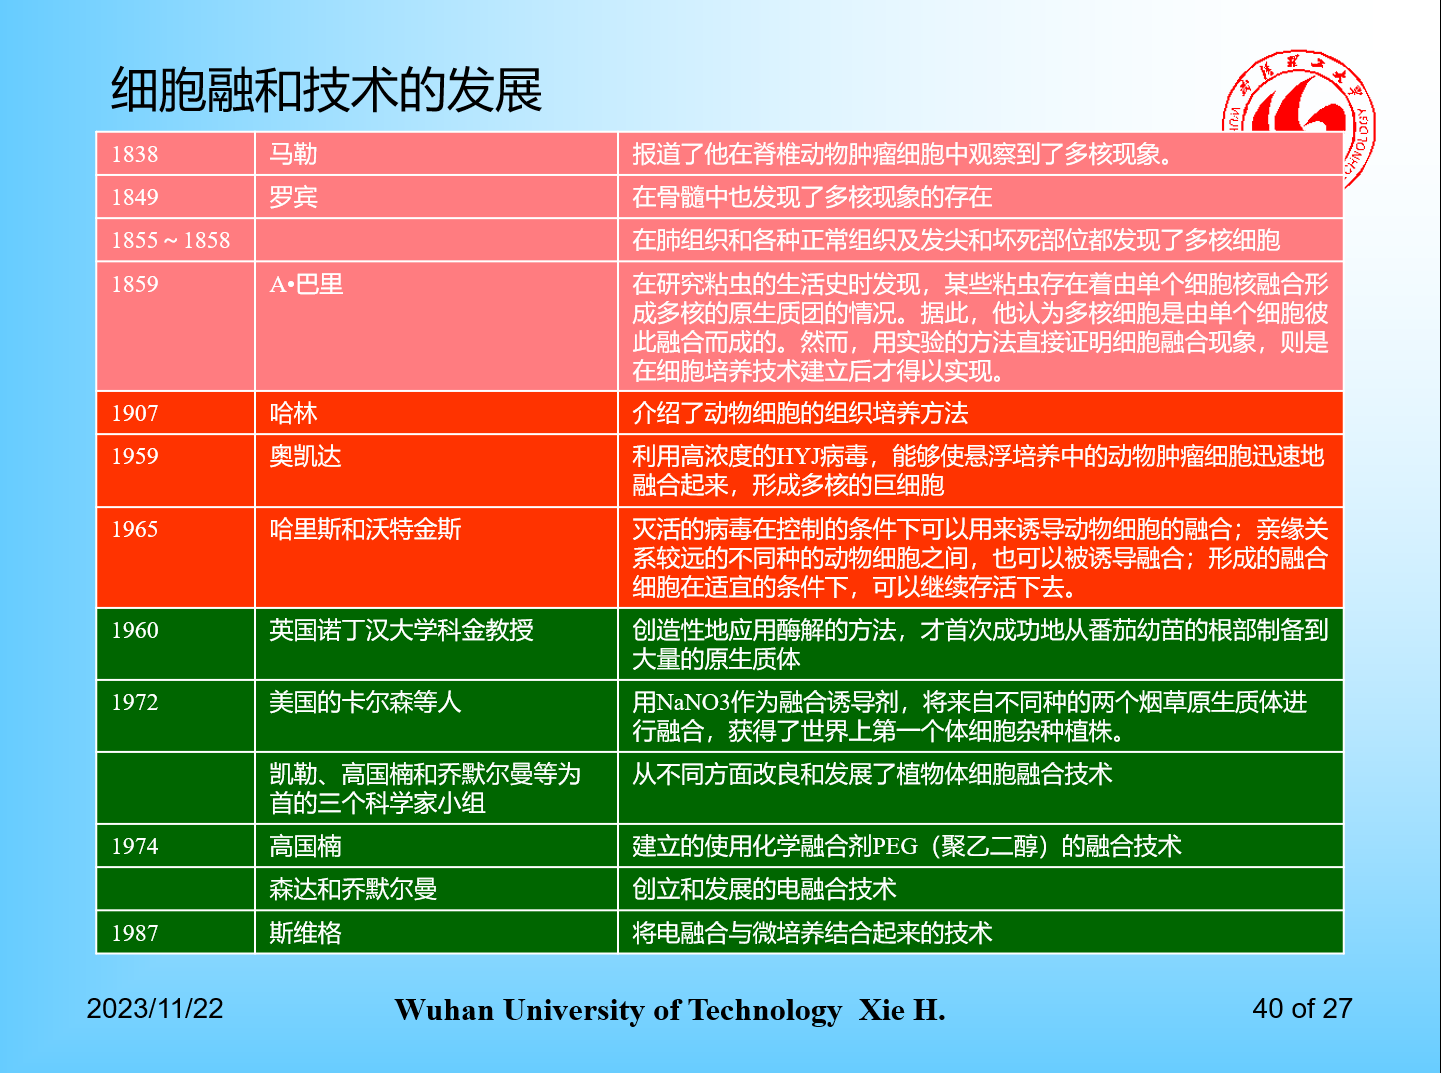 细胞融和技术的发展
武汉理工大学
1838 马勒 报道了他在脊椎动物肿瘤细胞中观察到了多核现象。
1849 罗宾 在骨髓中也发现了多核现象的存在
1855～1858 在肺组织和各种正常组织及发尖和坏死部位都发现了多核细胞
1859 A•巴里 在研究粘虫的生活史时发现，某些粘虫存在着由单个细胞核融合形
成多核的原生质团的情况。据此，他认为多核细胞是由单个细胞彼
此融合而成的。然而，用实验的方法直接证明细胞融合现象，则是
在细胞培养技术建立后才得以实现。
1907 哈林 介绍了动物细胞的组织培养方法
1959 奥凯达 利用高浓度的HYJ病毒，能够使悬浮培养中的动物肿瘤细胞迅速地
融合起来，形成多核的巨细胞
1965 哈里斯和沃特金斯 灭活的病毒在控制的条件下可以用来诱导动物细胞的融合；亲缘关
系较远的不同种的动物细胞之间，也可以被诱导融合；形成的融合
细胞在适宜的条件下，可以继续存活下去。
1960 英国诺丁汉大学科金教授 创造性地应用酶解的方法，才首次成功地从番茄幼苗的根部制备到
大量的原生质体
1972 美国的卡尔森等人 用NaNO3作为融合诱导剂，将来自不同种的两个烟草原生质体进
行融合，获得了世界上第一个体细胞杂种植株。
凯勒、高国楠和乔默尔曼等为 从不同方面改良和发展了植物体细胞融合技术
首的三个科学家小组
1974 高国楠 建立的使用化学融合剂PEG（聚乙二醇）的融合技术
森达和乔默尔曼 创立和发展的电融合技术
1987 斯维格 将电融合与微培养结合起来的技术
2023/11/22 Wuhan University of Technology Xie H. 40 of 27